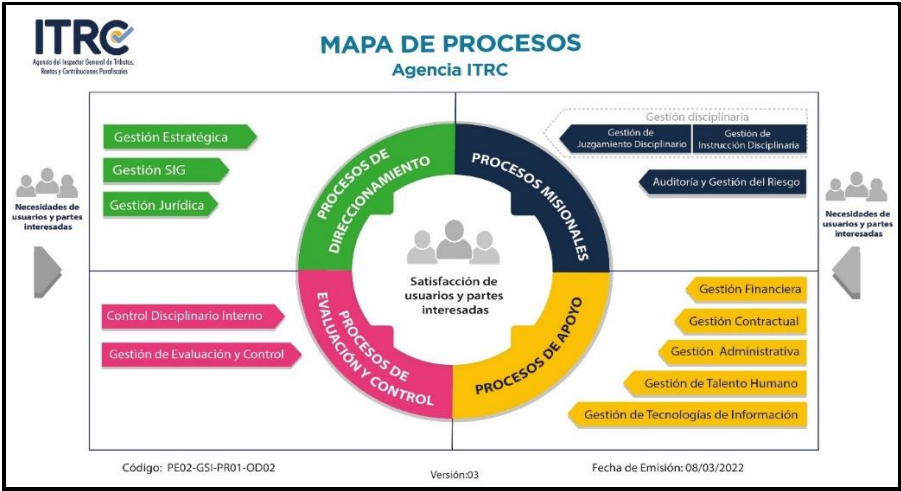 ITRC
Agencia del Inspector General de Tributos,
Rentas y Contribuciones Parafiscales
MAPA DE PROCESOS
Agencia ITRC
Necesidades de
usuarios y partes
interesadas
Gestión Estratégica
Gestión SIG
Gestión Jurídica
PROCESOS DE
DIRECCIONAMIENTO
PROCESOS MISIONALES
Gestión disciplinaria
Gestión de
Juzgamiento Disciplinario
Gestión de
Instrucción Disciplinaria
Auditoría y Gestión del Riesgo
Necesidades de
usuarios y partes
interesadas
Satisfacción de
usuarios y partes
interesadas
Control Disciplinario Interno
Gestión de Evaluación y Control
PROCESOS DE
EVALUACIÓN Y CONTROL
PROCESOS DE APOYO
Gestión Financiera
Gestión Contractual
Gestión Administrativa
Gestión de Talento Humano
Gestión de Tecnologías de Información
Código: PE02-GSI-PR01-OD02
Versión:03
Fecha de Emisión: 08/03/2022